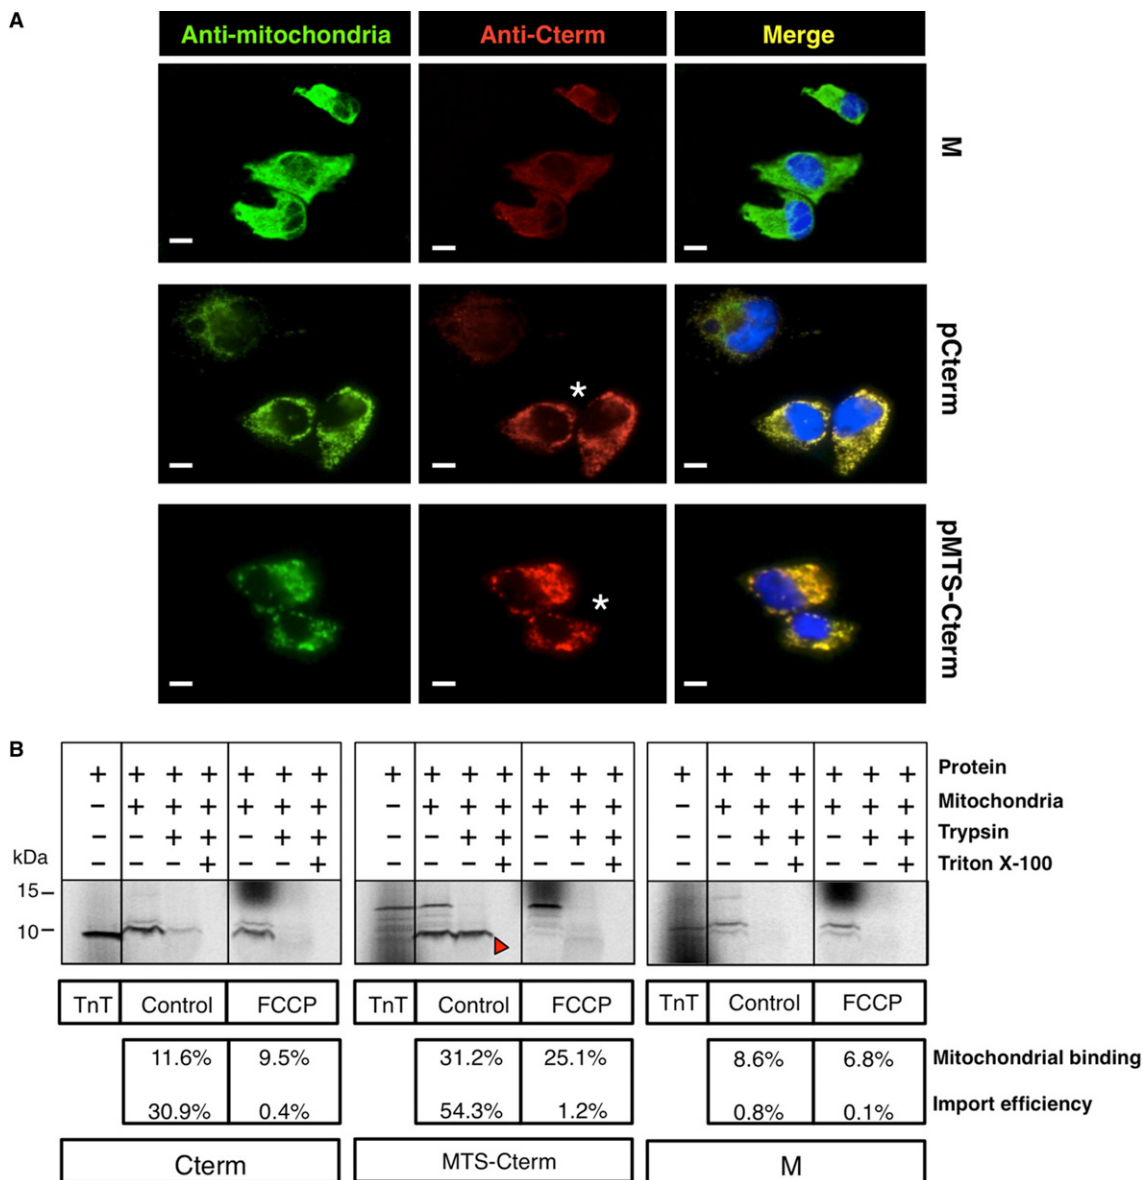 A
Anti-mitochondria Anti-Cterm Merge
M
*
pCterm
*
pMTS-Cterm
B
+ + + + + + + + + + + + + + + + + + + + + Protein
− + + + + + + − + + + + + + − + + + + + + Mitochondria
− − + + − + + − − + + − + + − − + + − + + Trypsin
kDa − − − + − − + − − − + − − + − − − + − − + Triton X-100
15
10
TnT Control FCCP TnT Control FCCP TnT Control FCCP
11.6% 9.5% 31.2% 25.1% 8.6% 6.8% Mitochondrial binding
30.9% 0.4% 54.3% 1.2% 0.8% 0.1% Import efficiency
Cterm MTS-Cterm M